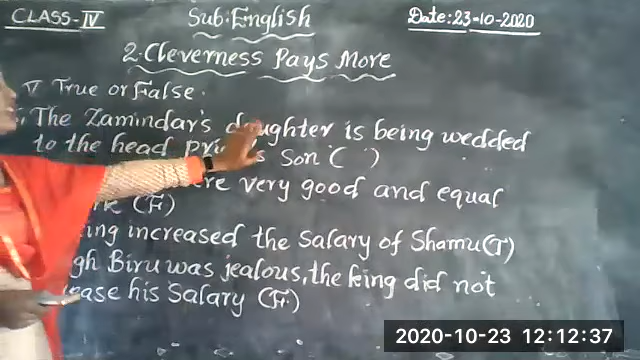 CLASS-IV
Sub:English
Date:23-10-2020
2. Cleverness Pays More
V True or False.
The Zamindar's daughter is being wedded
to the head son ( )
very good and equal
(F)
increased the Salary of Shamu(T)
Biru was jealous, the king did not
his Salary (F)
2020-10-23 12:12:37